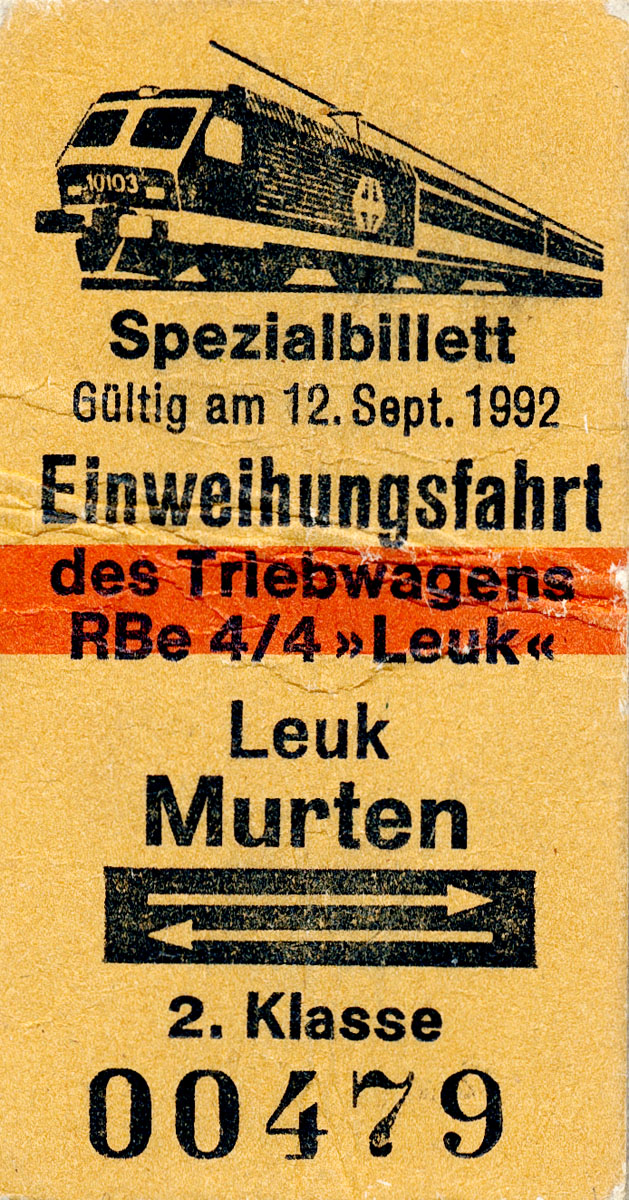 10103
Spezialbillett
Gültig am 12. Sept. 1992
Einweihungsfahrt
des Triebwagens
RBe 4/4 »Leuk«
Leuk
Murten
2. Klasse
00479